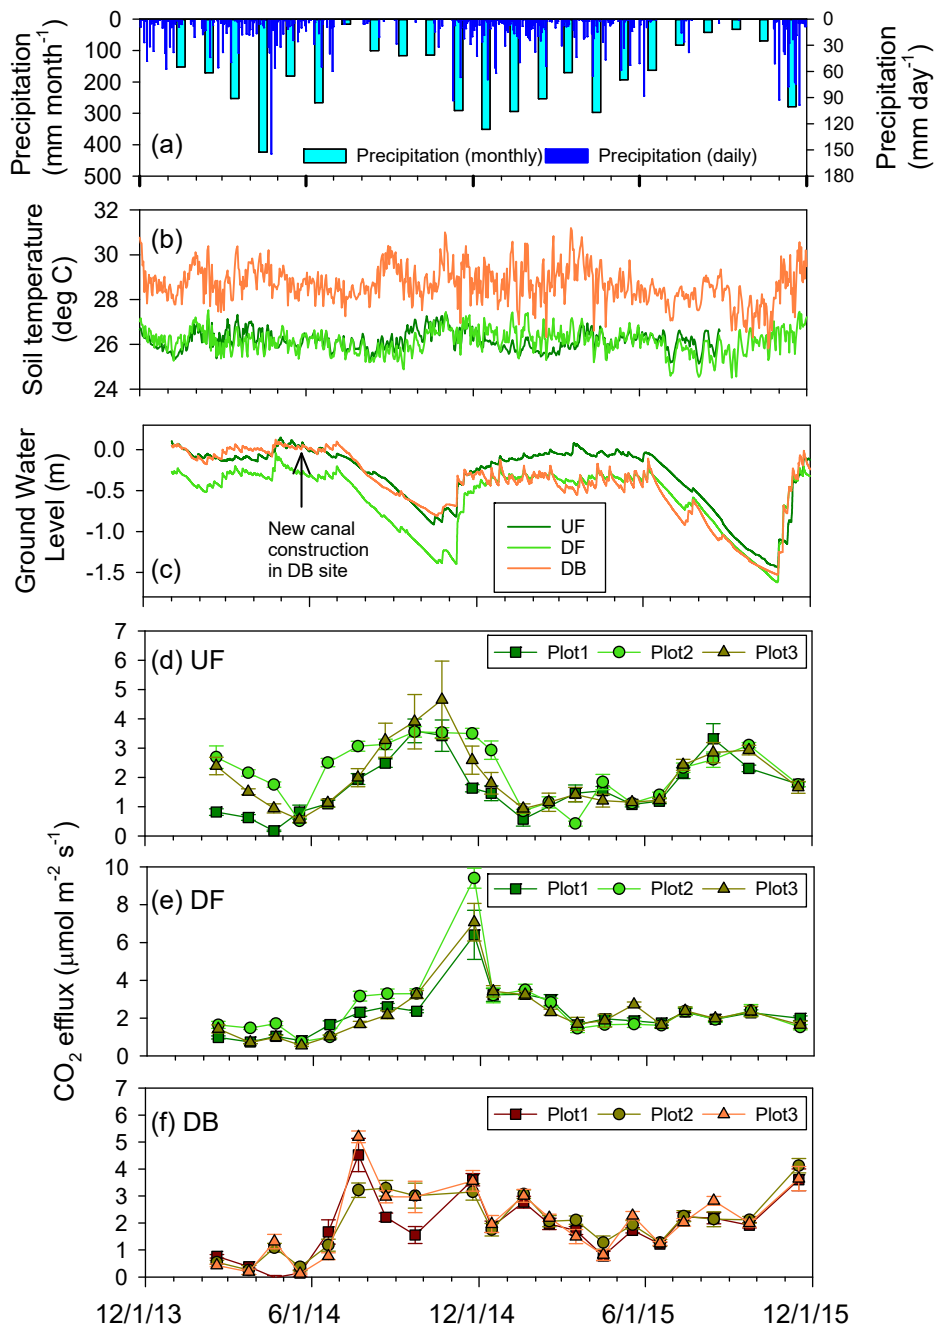 Precipitation
(mm month⁻¹)
0
100
200
300
400
500
(a)
Precipitation (monthly)
Precipitation (daily)
0
30
60
90
120
150
180
Precipitation
(mm day⁻¹)
Soil temperature
(deg C)
32
30
28
26
24
(b)
Ground Water
Level (m)
0.0
-0.5
-1.0
-1.5
(c)
New canal
construction
in DB site
UF
DF
DB
CO₂ efflux (μmol m⁻² s⁻¹)
7
6
5
4
3
2
1
0
(d) UF
Plot1
Plot2
Plot3
10
8
6
4
2
0
(e) DF
Plot1
Plot2
Plot3
7
6
5
4
3
2
1
0
(f) DB
Plot1
Plot2
Plot3
12/1/13
6/1/14
12/1/14
6/1/15
12/1/15